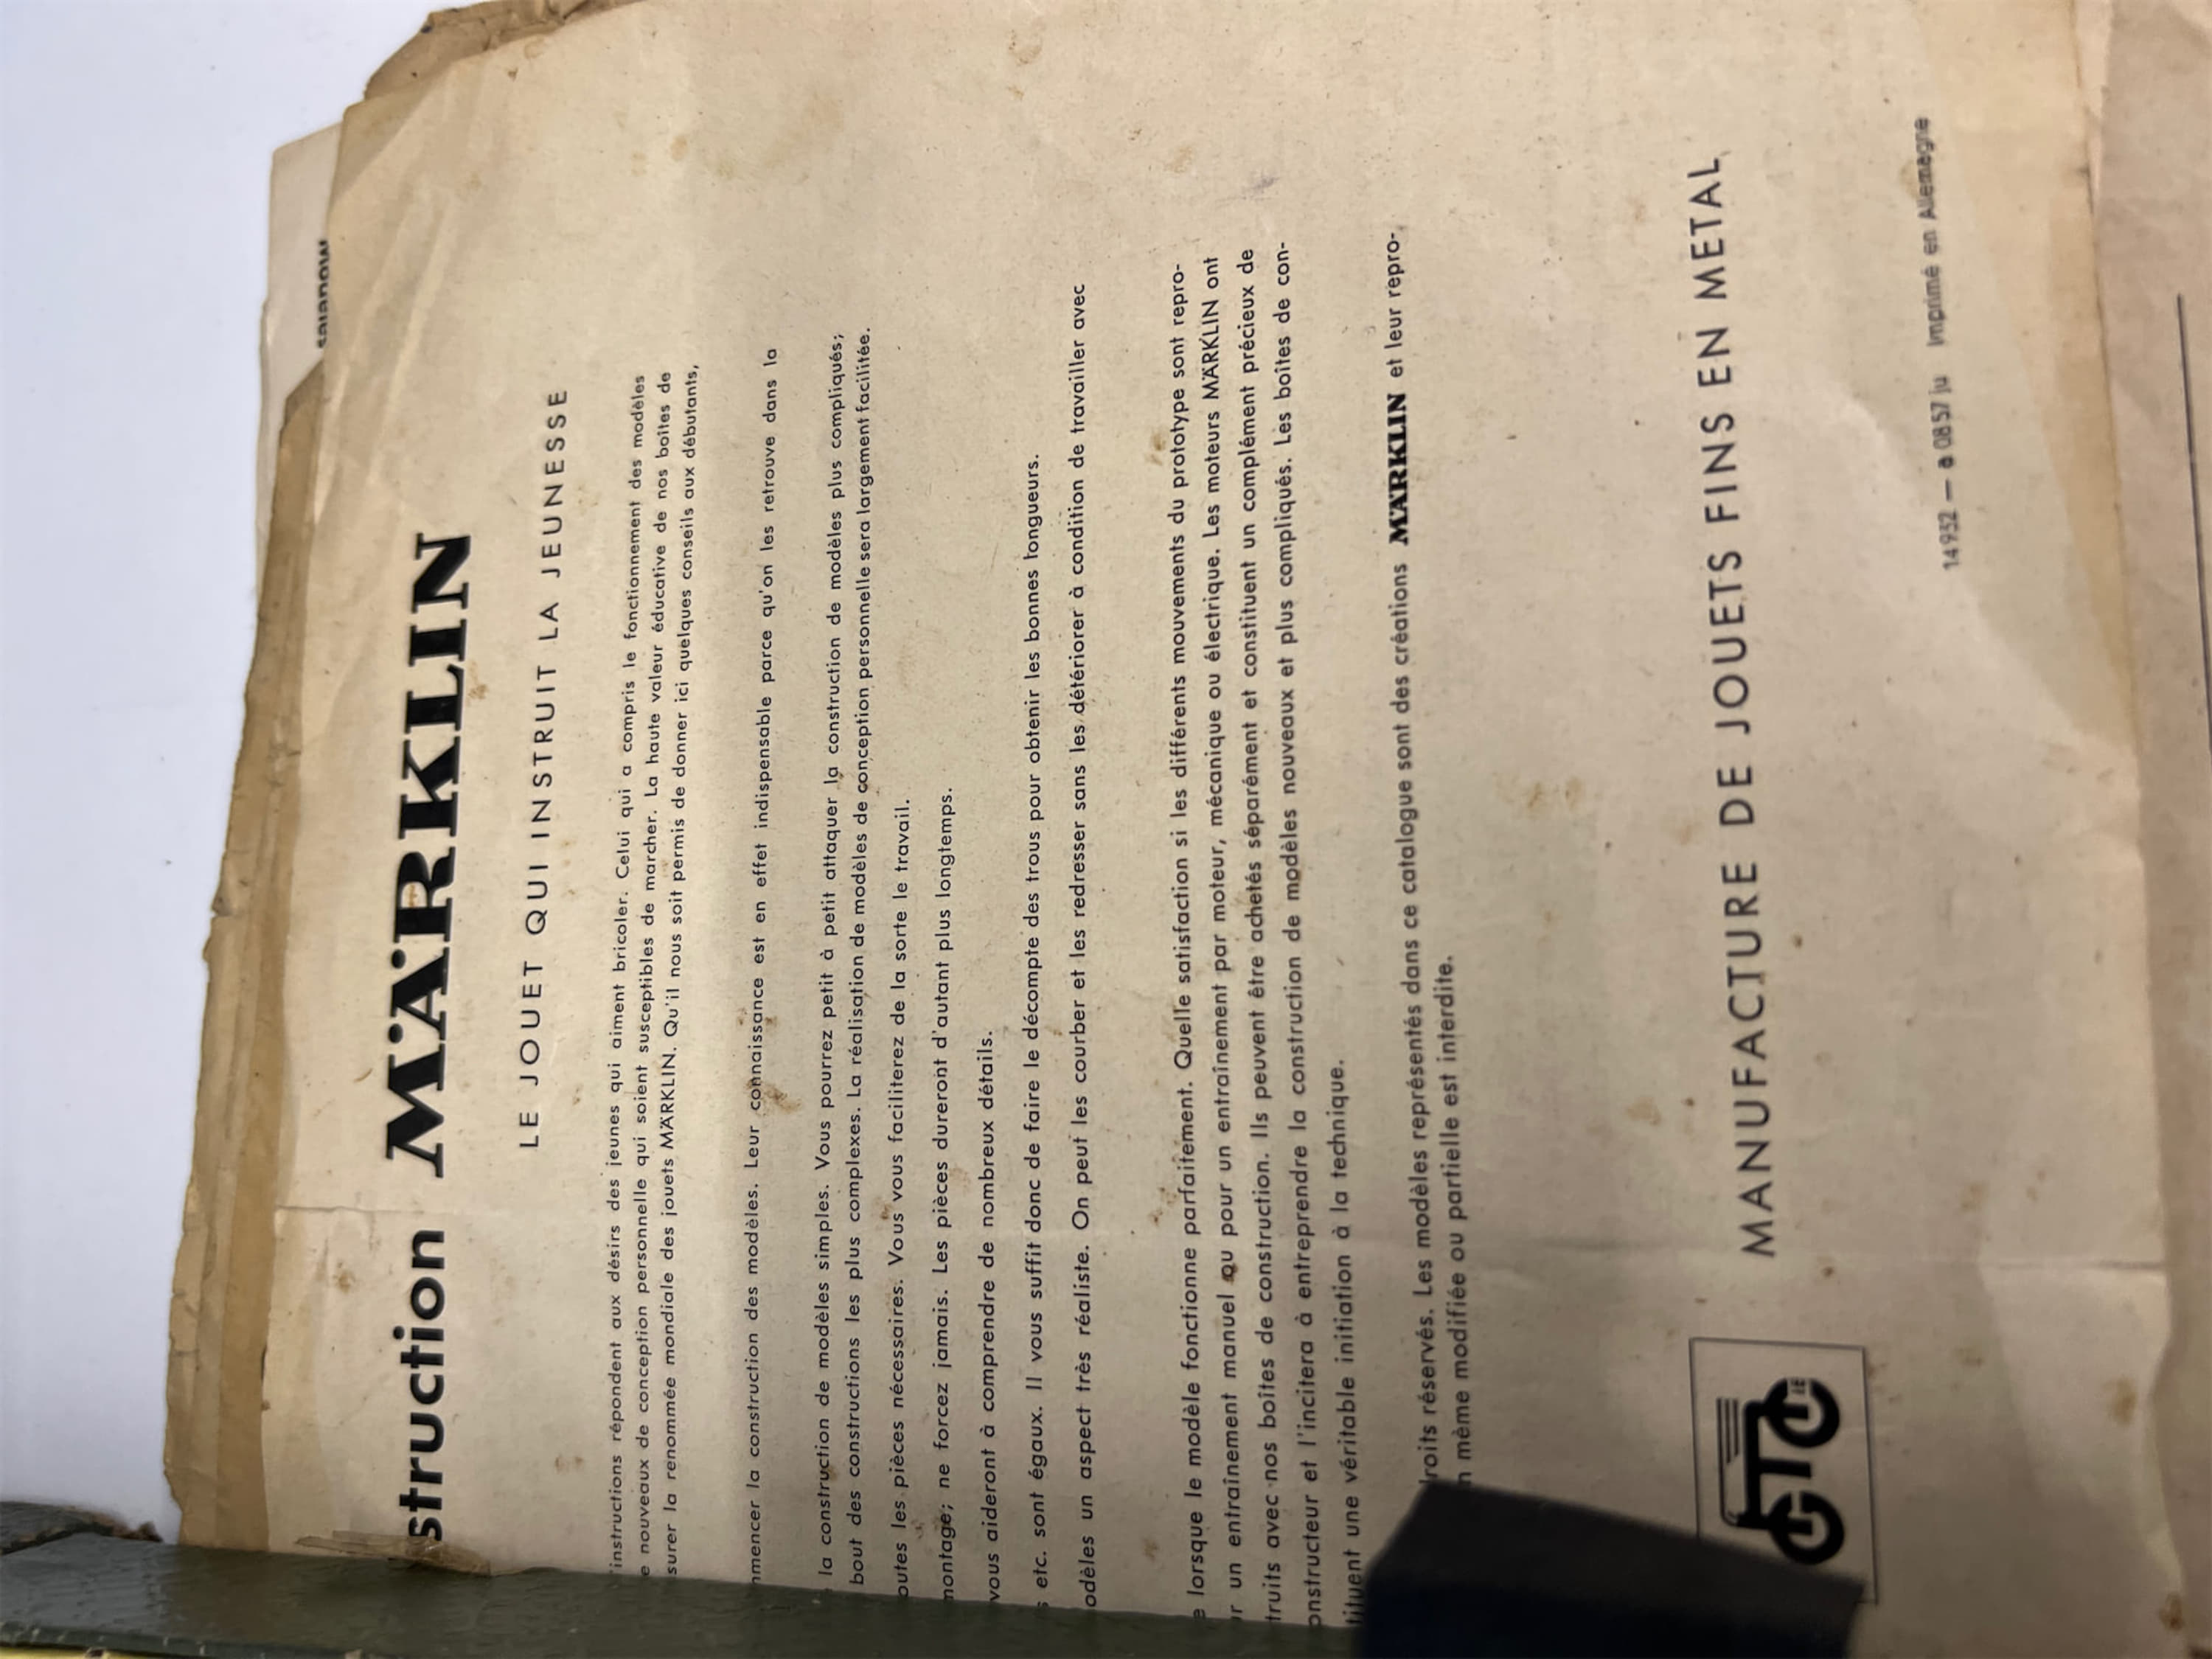 Modèles
struction MÄRKLIN
LE JOUET QUI INSTRUIT LA JEUNESSE
instructions répondent aux désirs des jeunes qui aiment bricoler. Celui qui a compris le fonctionnement des modèles
e nouveaux de conception personnelle qui soient susceptibles de marcher. La haute valeur éducative de nos boîtes de
surer la renommée mondiale des jouets MÄRKLIN. Qu'il nous soit permis de donner ici quelques conseils aux débutants,
mencer la construction des modèles. Leur connaissance est en effet indispensable parce qu'on les retrouve dans la
la construction de modèles simples. Vous pourrez petit à petit attaquer la construction de modèles plus compliqués;
bout des constructions les plus complexes. La réalisation de modèles de conception personnelle sera largement facilitée.
outes les pièces nécessaires. Vous vous faciliterez de la sorte le travail.
montage; ne forcez jamais. Les pièces dureront d'autant plus longtemps.
vous aideront à comprendre de nombreux détails.
etc. sont égaux. Il vous suffit donc de faire le décompte des trous pour obtenir les bonnes longueurs.
odèles un aspect très réaliste. On peut les courber et les redresser sans les détériorer à condition de travailler avec
e lorsque le modèle fonctionne parfaitement. Quelle satisfaction si les différents mouvements du prototype sont repro-
r un entraînement manuel qu pour un entraînement par moteur, mécanique ou électrique. Les moteurs MÄRKLIN ont
truits avec nos boîtes de construction. Ils peuvent être achetés séparément et constituent un complément précieux de
onstructeur et l'incitera à entreprendre la construction de modèles nouveaux et plus compliqués. Les boîtes de con-
tituent une véritable initiation à la technique.
roits réservés. Les modèles représentés dans ce catalogue sont des créations MÄRKLIN et leur repro-
n mème modifiée ou partielle est interdite.
MANUFACTURE DE JOUETS FINS EN METAL
14952 — a 0857 ju Imprimé en Allemagne